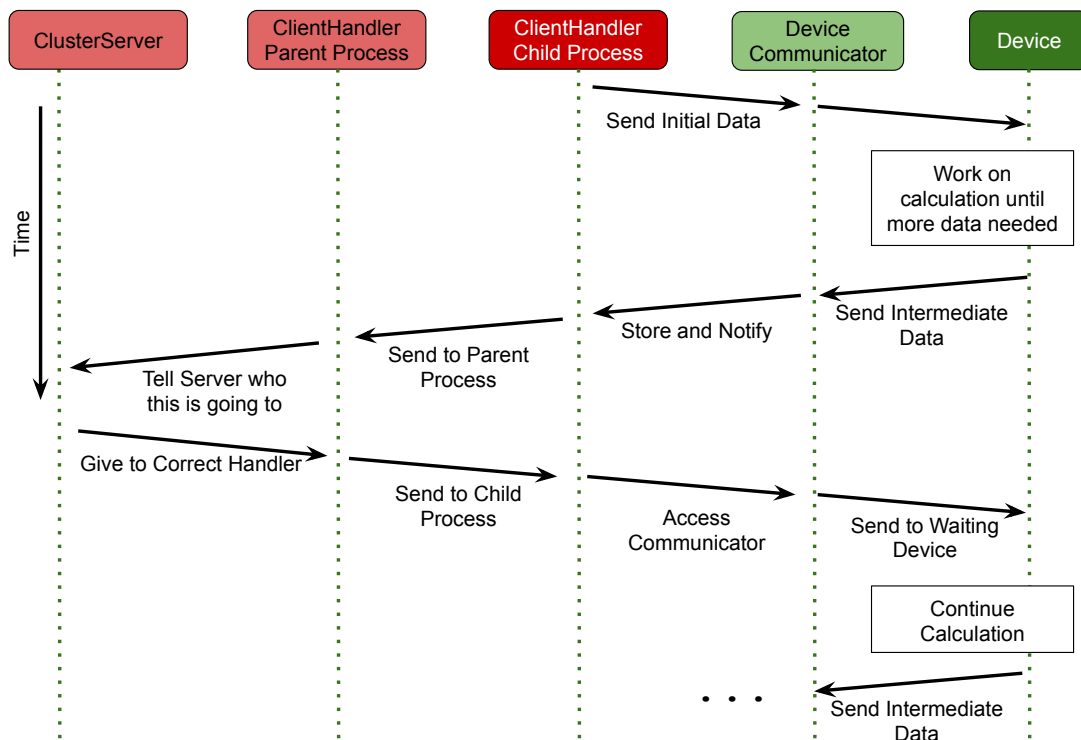 ClusterServer
ClientHandler
Parent Process
ClientHandler
Child Process
Device
Communicator
Device
Send Initial Data
Time
Work on
calculation until
more data needed
Send Intermediate
Data
Store and Notify
Send to Parent
Process
Tell Server who
this is going to
Give to Correct Handler
Send to Child
Process
Access
Communicator
Send to Waiting
Device
Continue
Calculation
. . .
Send Intermediate
Data